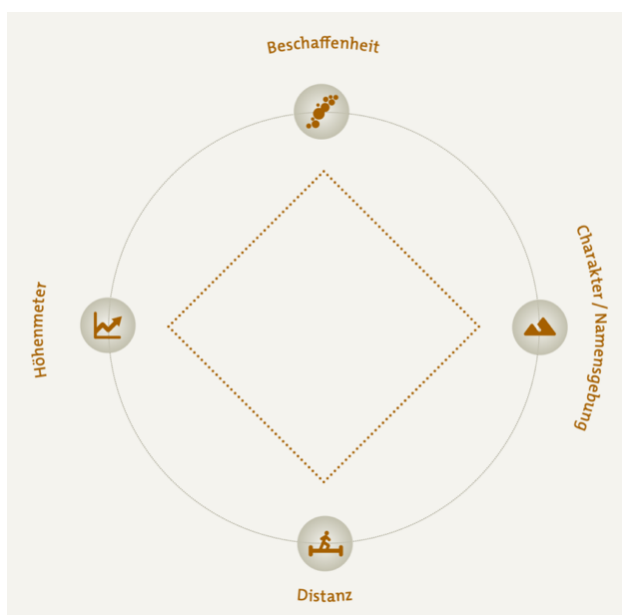 Beschaffenheit
Charakter / Namensgebung
Höhenmeter
Distanz